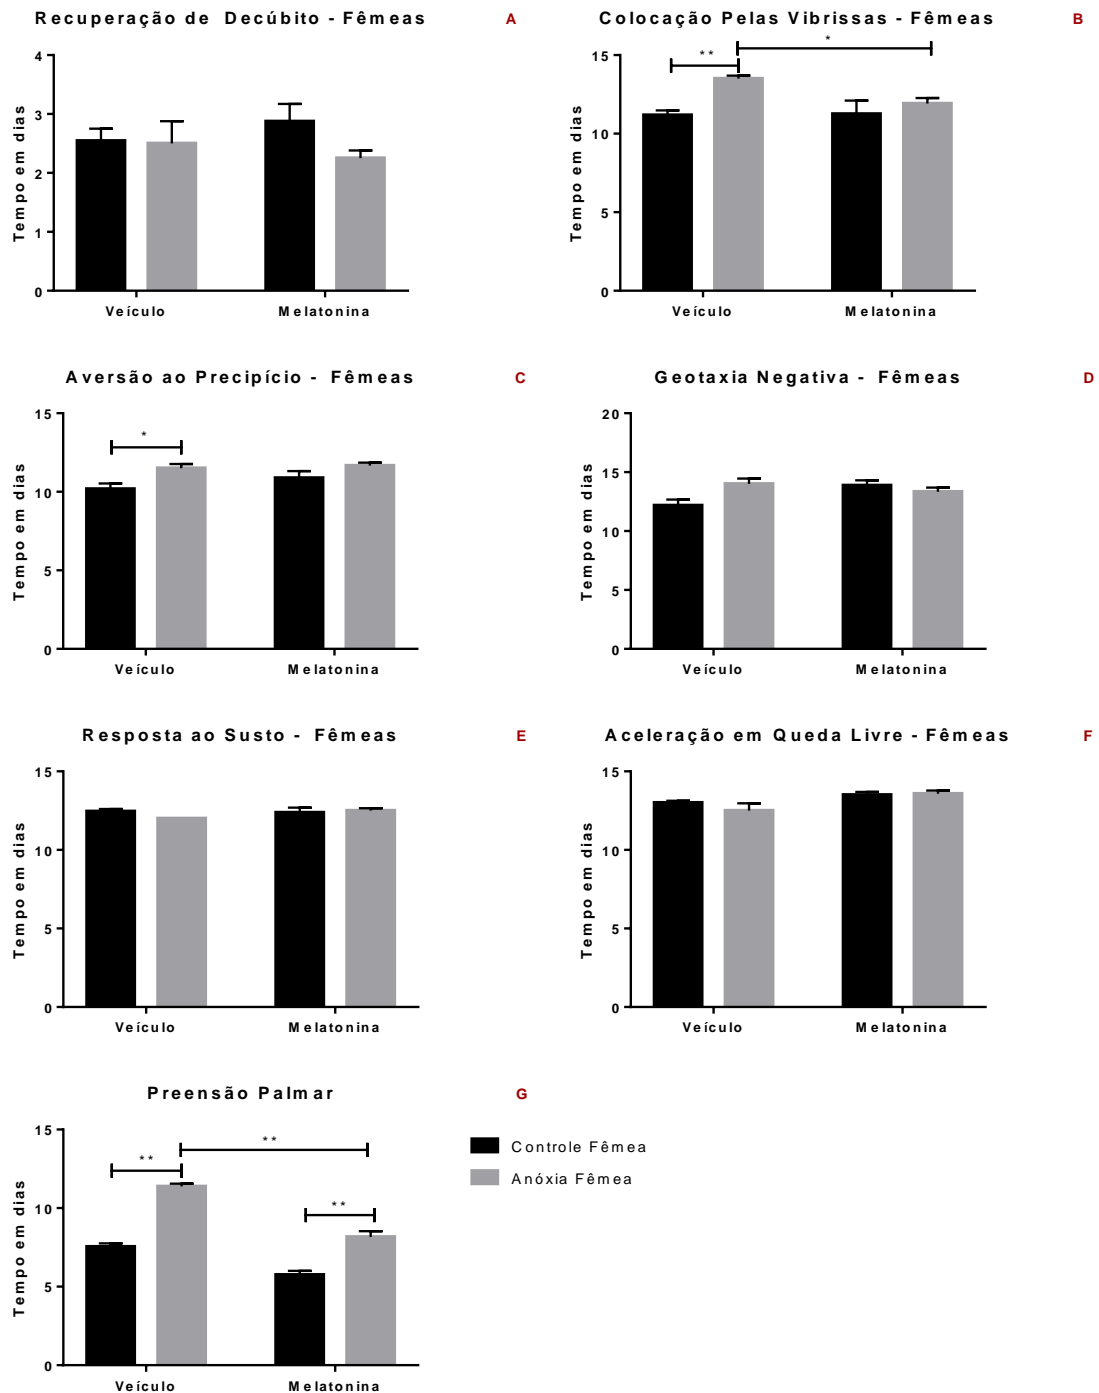 Recuperação de Decúbito - Fêmeas A
4
3
2
1
0
Tempo em dias
Veículo Melatonina
Colocação Pelas Vibrissas - Fêmeas B
** *
15
10
5
0
Tempo em dias
Veículo Melatonina
Aversão ao Precipício - Fêmeas C
*
15
10
5
0
Tempo em dias
Veículo Melatonina
Geotaxia Negativa - Fêmeas D
20
15
10
5
0
Tempo em dias
Veículo Melatonina
Resposta ao Susto - Fêmeas E
15
10
5
0
Tempo em dias
Veículo Melatonina
Aceleração em Queda Livre - Fêmeas F
15
10
5
0
Tempo em dias
Veículo Melatonina
Preensão Palmar G
**
**
**
15
10
5
0
Tempo em dias
Veículo Melatonina
Controle Fêmea
Anóxia Fêmea